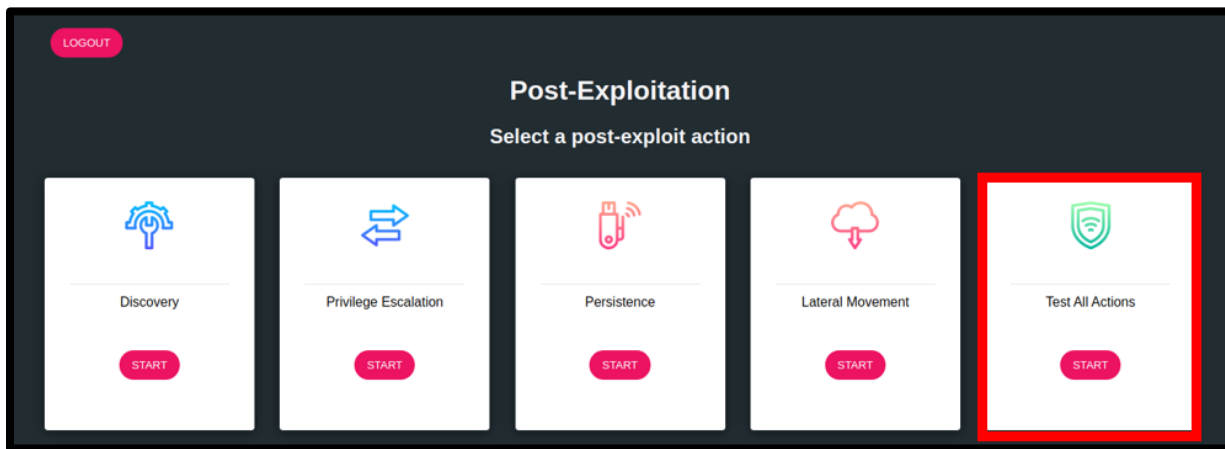 LOGOUT
Post-Exploitation
Select a post-exploit action
Discovery
Privilege Escalation
Persistence
Lateral Movement
Test All Actions
START
START
START
START
START